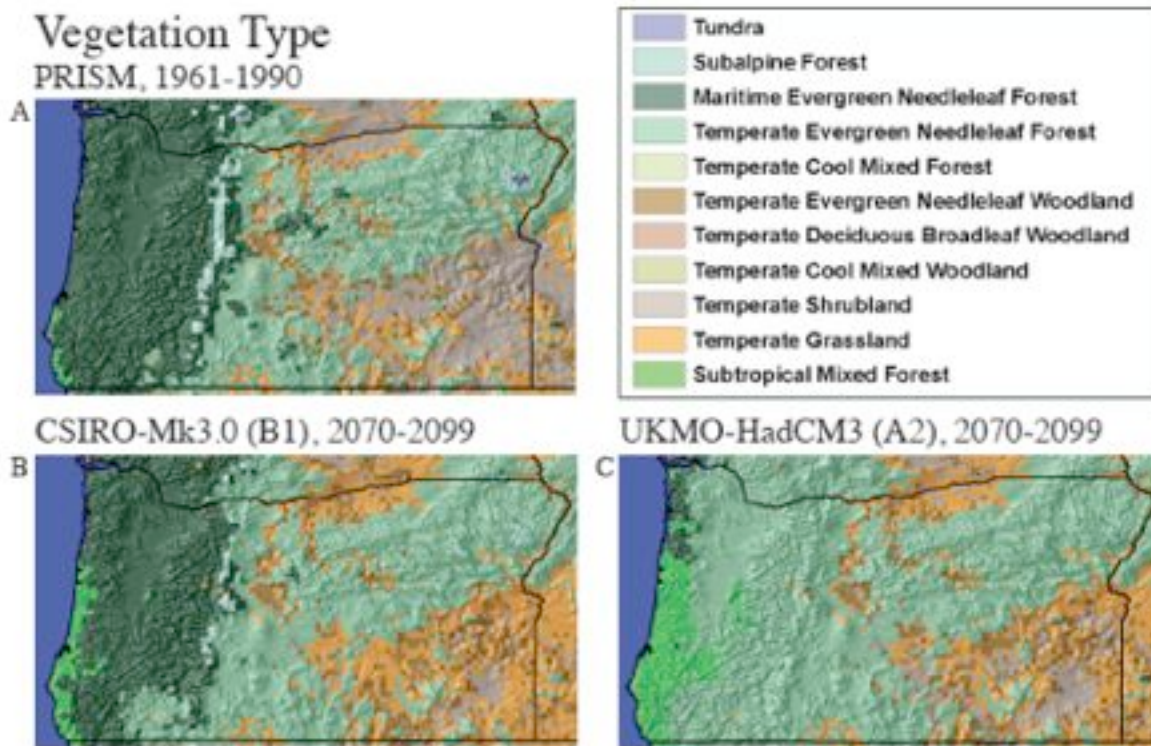 Vegetation Type
PRISM, 1961-1990
A
Tundra
Subalpine Forest
Maritime Evergreen Needleleaf Forest
Temperate Evergreen Needleleaf Forest
Temperate Cool Mixed Forest
Temperate Evergreen Needleleaf Woodland
Temperate Deciduous Broadleaf Woodland
Temperate Cool Mixed Woodland
Temperate Shrubland
Temperate Grassland
Subtropical Mixed Forest
CSIRO-Mk3.0 (B1), 2070-2099
B
UKMO-HadCM3 (A2), 2070-2099
C